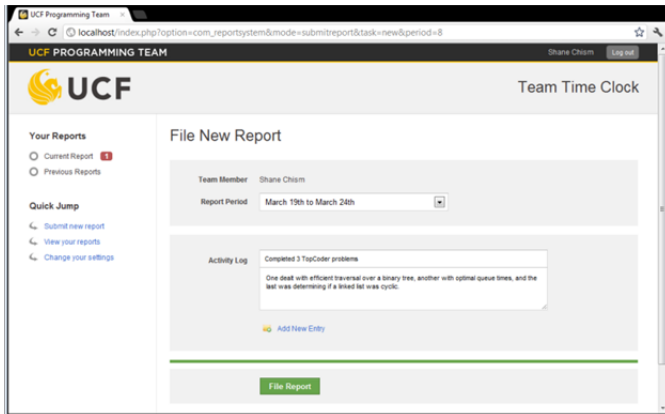 UCF Programming Team
localhost/index.php?option=com_reportsystem&mode=submitreport&task=new&period=8
UCF PROGRAMMING TEAM
Shane Chism
Log out
UCF
Team Time Clock
Your Reports
Current Report 1
Previous Reports
Quick Jump
Submit new report
View your reports
Change your settings
File New Report
Team Member Shane Chism
Report Period March 19th to March 24th
Activity Log Completed 3 TopCoder problems
One dealt with efficient traversal over a binary tree, another with optimal queue times, and the
last was determining if a linked list was cyclic.
Add New Entry
File Report